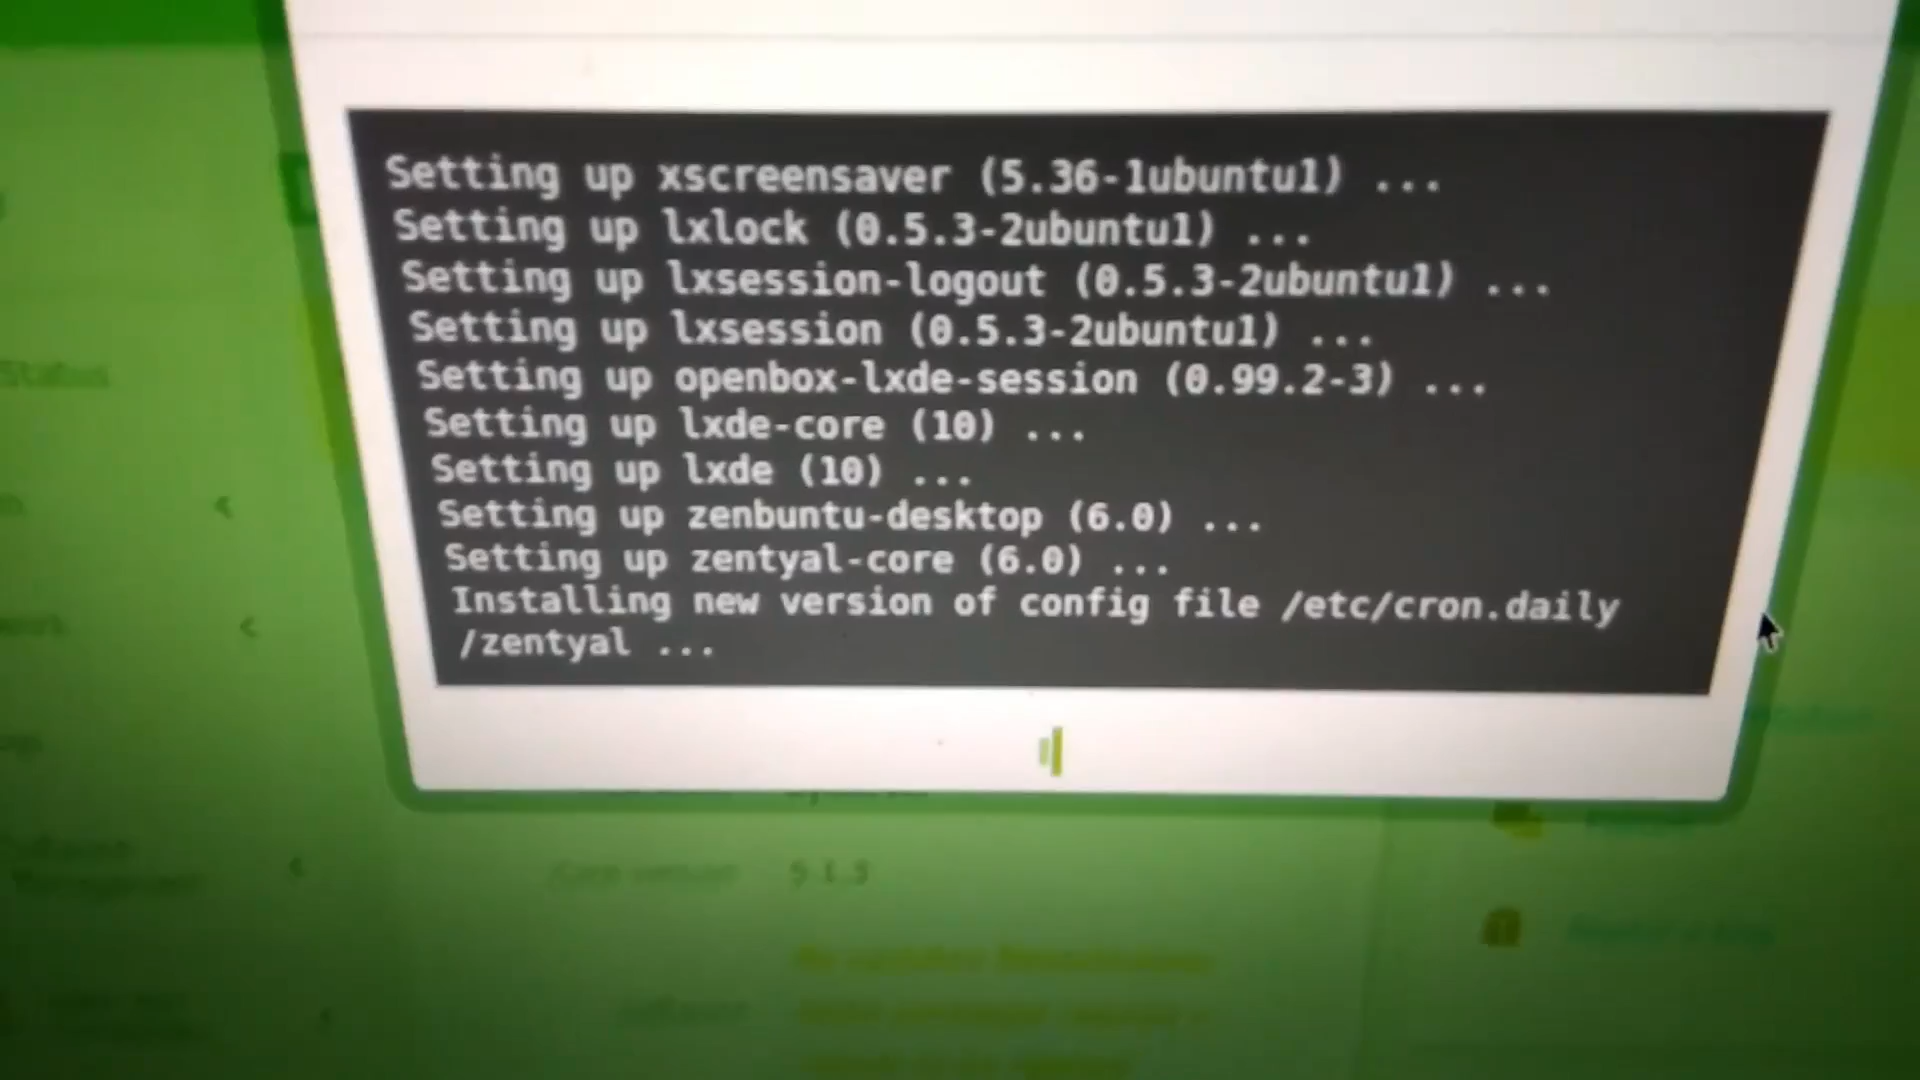 Setting up xscreensaver (5.36-1ubuntu1) ...
Setting up lxlock (0.5.3-2ubuntu1) ...
Setting up lxsession-logout (0.5.3-2ubuntu1) ...
Setting up lxsession (0.5.3-2ubuntu1) ...
Setting up openbox-lxde-session (0.99.2-3) ...
Setting up lxde-core (10) ...
Setting up lxde (10) ...
Setting up zenbuntu-desktop (6.0) ...
Setting up zentyal-core (6.0) ...
Installing new version of config file /etc/cron.daily
/zentyal ...
Status